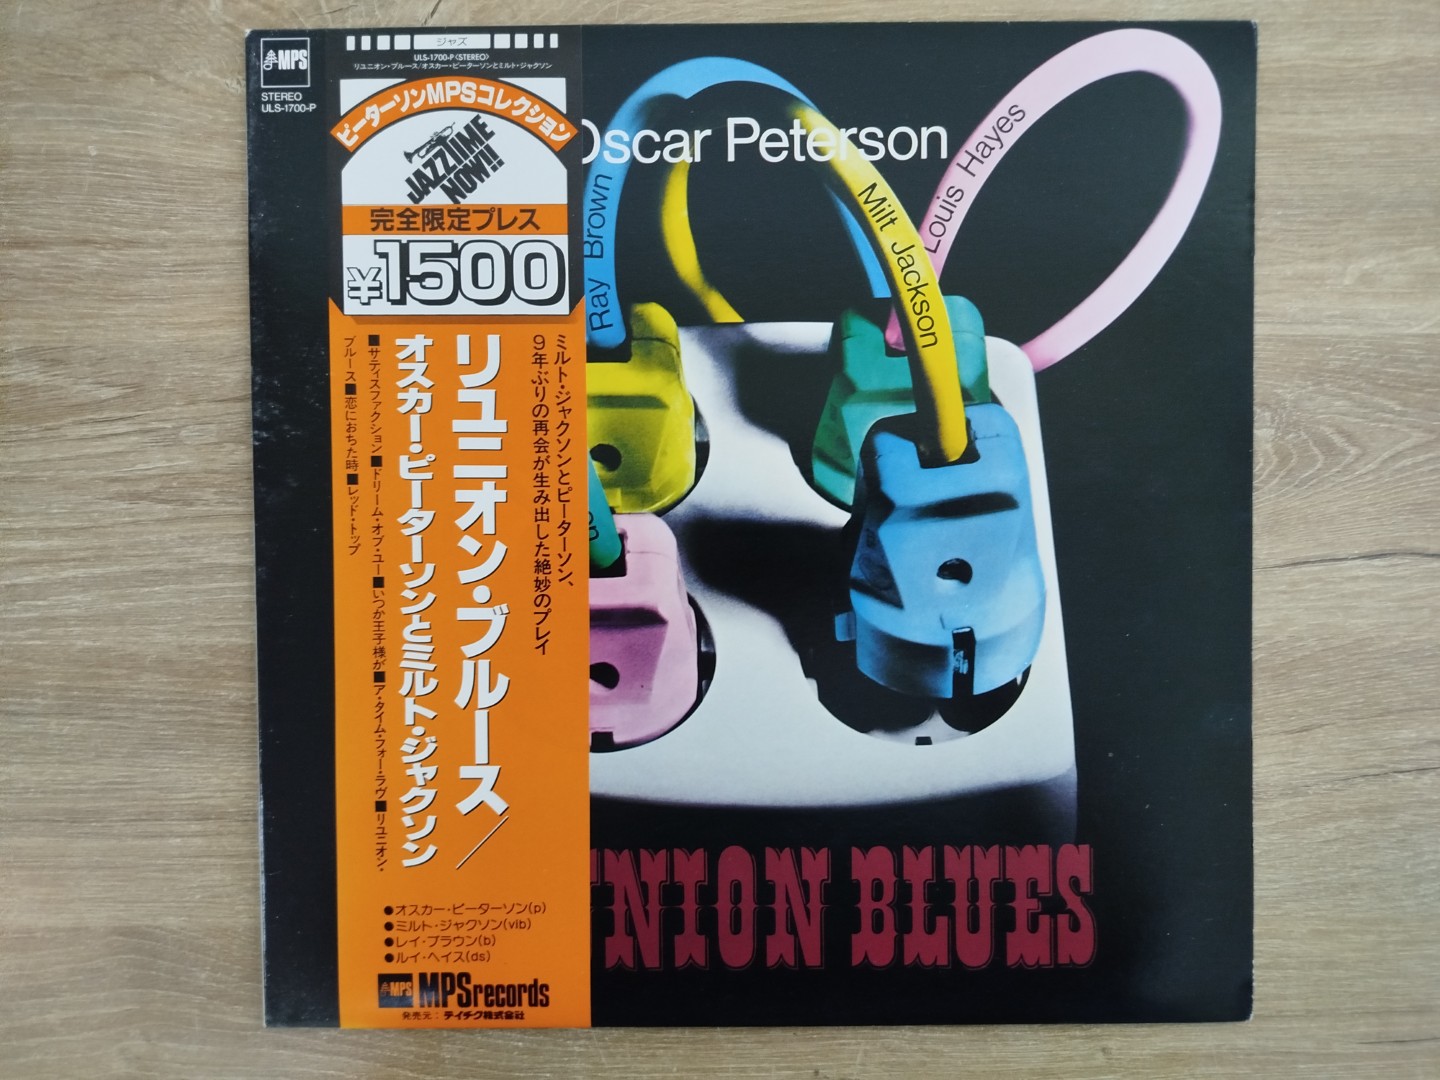 MPS
STEREO
ULS-1700-P
ジャズ
ULS-1700-P〈STEREO〉
リユニオン・ブルース/オスカー・ピーターソンとミルト・ジャクソン
ピーターソンMPSコレクション
JAZZ TIME
NOW!!
完全限定プレス
¥1500
ミルト・ジャクソンとピーターソン、
9年ぶりの再会が生み出した絶妙のプレイ
リユニオン・ブルース/
オスカー・ピーターソンとミルト・ジャクソン
■サティスファクション■ドリーム・オブ・ユー■いつか王子様が■ア・タイム・フォー・ラヴ■リユニオン・
ブルース■恋におちた時■レッド・トップ
●オスカー・ピーターソン(p)
●ミルト・ジャクソン(vib)
●レイ・ブラウン(b)
●ルイ・ヘイス(ds)
MPS MPSrecords
発売元：テイチク株式会社
Oscar Peterson
Ray Brown
Milt Jackson
Louis Hayes
NION BLUES